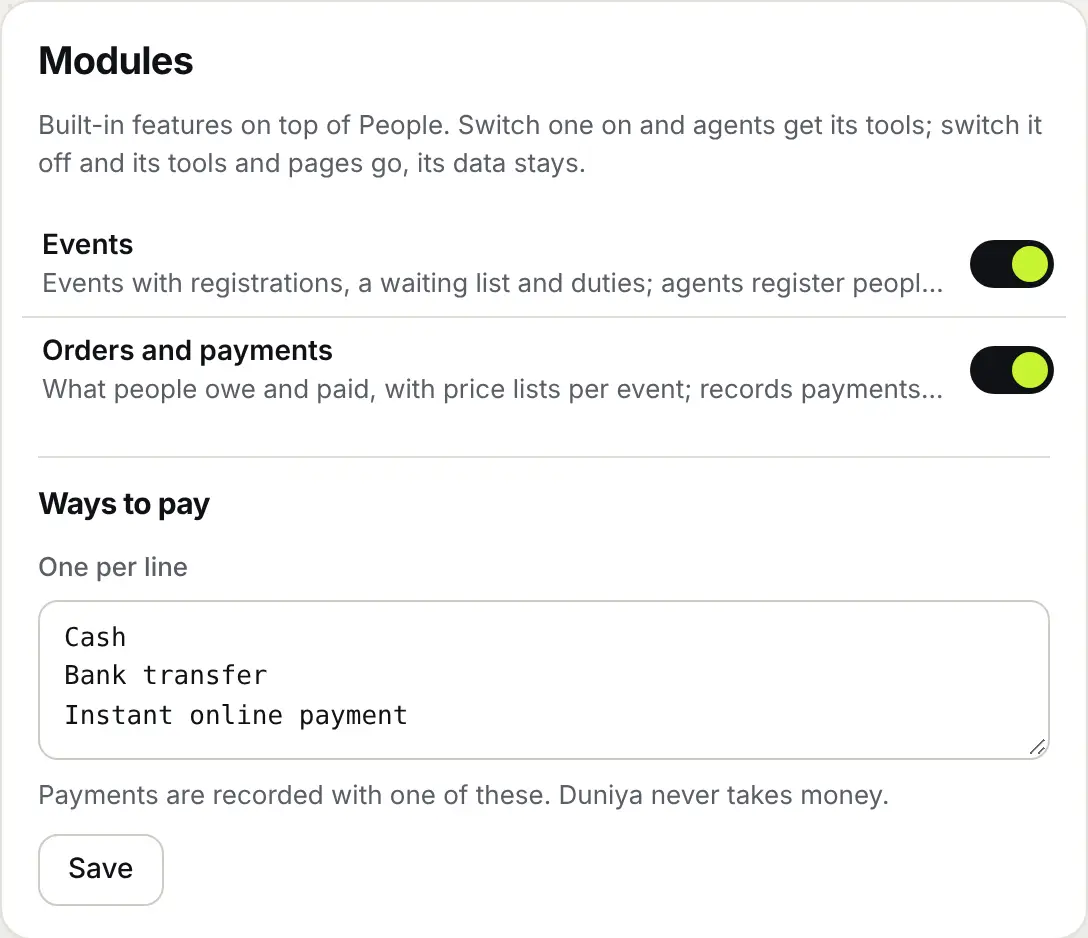 Modules
Built-in features on top of People. Switch one on and agents get its tools; switch it
off and its tools and pages go, its data stays.
Events
Events with registrations, a waiting list and duties; agents register peopl...
Orders and payments
What people owe and paid, with price lists per event; records payments...
Ways to pay
One per line
Cash
Bank transfer
Instant online payment
Payments are recorded with one of these. Duniya never takes money.
Save